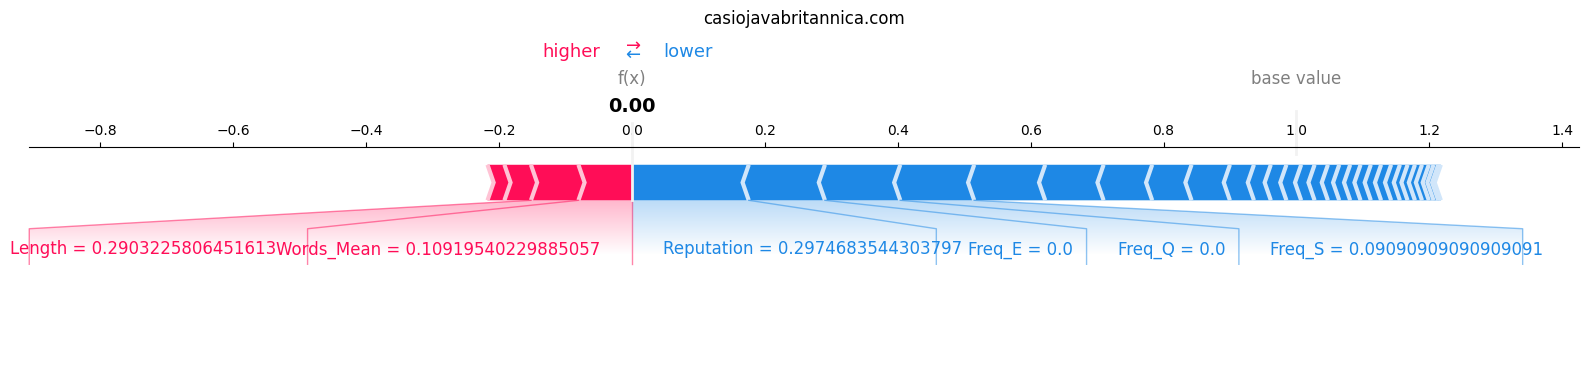 casiojavabritannica.com
higher ⇄ lower
f(x) base value
0.00
−0.8 −0.6 −0.4 −0.2 0.0 0.2 0.4 0.6 0.8 1.0 1.2 1.4
Length = 0.2903225806451613 Words_Mean = 0.10919540229885057 Reputation = 0.2974683544303797 Freq_E = 0.0 Freq_Q = 0.0 Freq_S = 0.09090909090909091